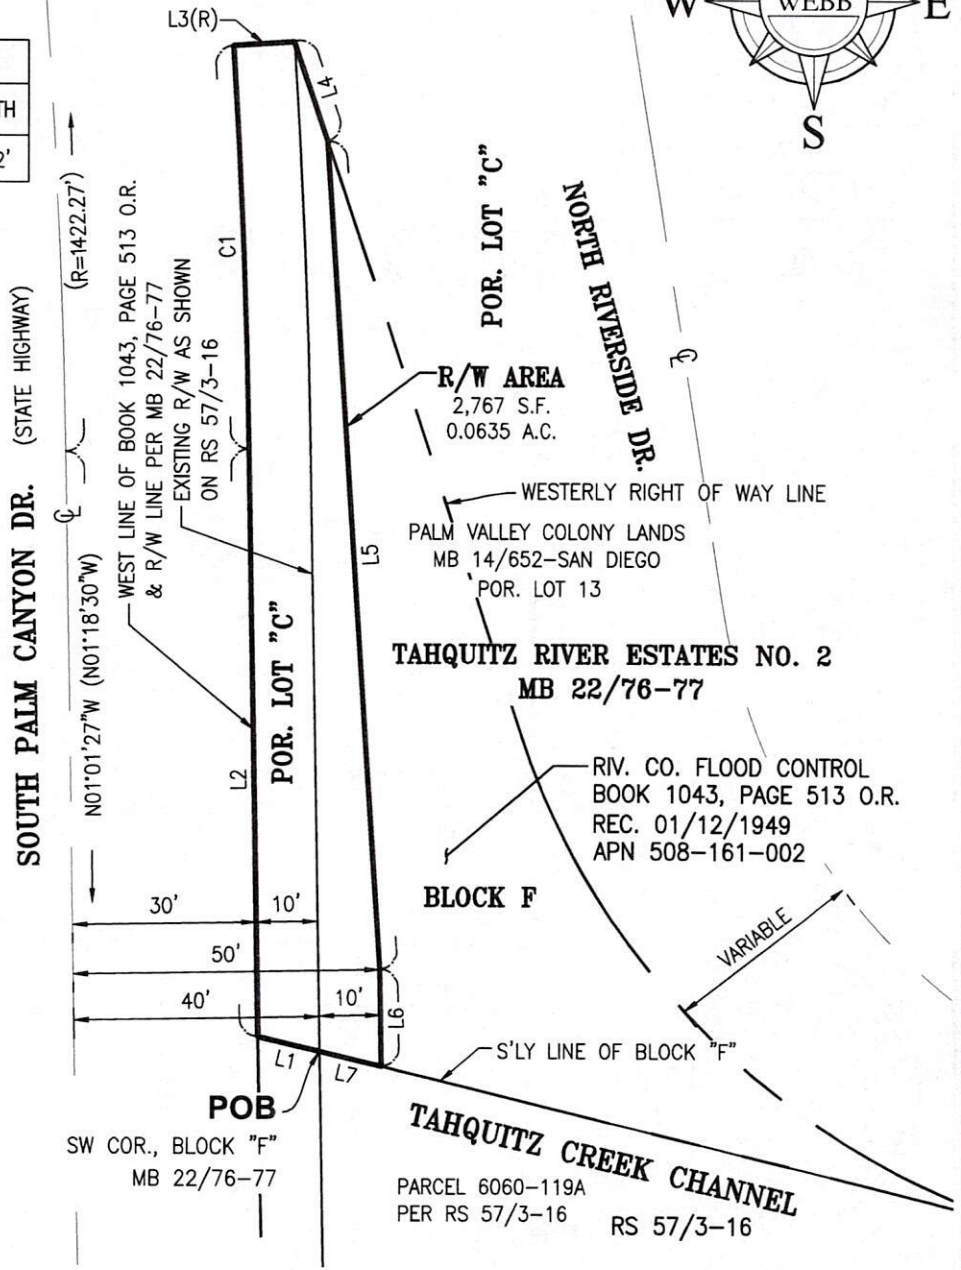 L3(R)
W
WEBB
E
S
TH
2'
L4
C1
(R=1422.27')
WEST LINE OF BOOK 1043, PAGE 513 O.R.
& R/W LINE PER MB 22/76-77
EXISTING R/W AS SHOWN
ON RS 57/3-16
POR. LOT "C"
NORTH RIVERSIDE DR.
SOUTH PALM CANYON DR. (STATE HIGHWAY)
R/W AREA
2,767 S.F.
0.0635 A.C.
WESTERLY RIGHT OF WAY LINE
PALM VALLEY COLONY LANDS
MB 14/652-SAN DIEGO
POR. LOT 13
L5
N01°01'27"W (N01°18'30"W)
POR. LOT "C"
TAHQUITZ RIVER ESTATES NO. 2
MB 22/76-77
L2
RIV. CO. FLOOD CONTROL
BOOK 1043, PAGE 513 O.R.
REC. 01/12/1949
APN 508-161-002
BLOCK F
30'
10'
VARIABLE
50'
40'
10'
L6
S'LY LINE OF BLOCK "F"
L1
L7
POB
SW COR., BLOCK "F"
MB 22/76-77
TAHQUITZ CREEK CHANNEL
PARCEL 6060-119A
PER RS 57/3-16
RS 57/3-16